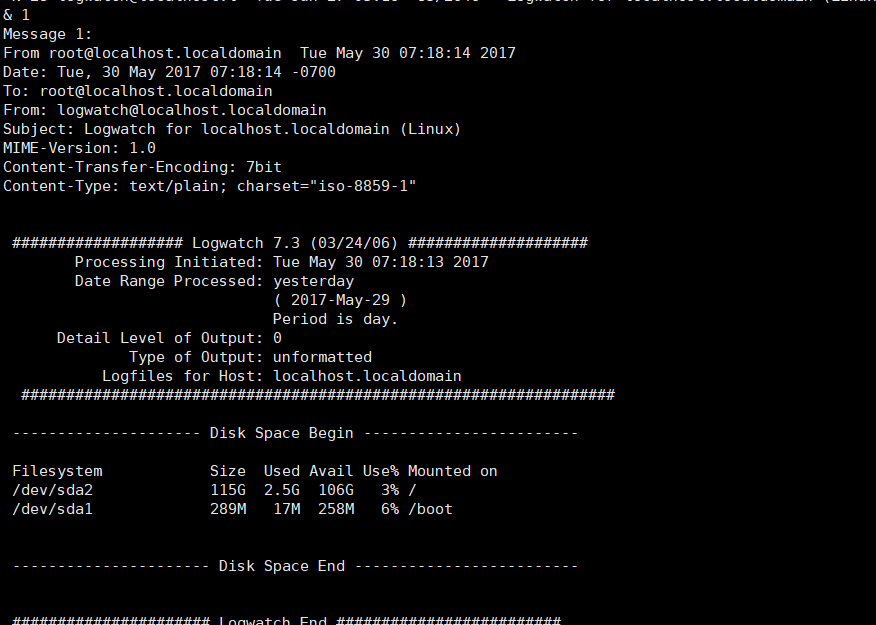 & 1
Message 1:
From root@localhost.localdomain  Tue May 30 07:18:14 2017
Date: Tue, 30 May 2017 07:18:14 -0700
To: root@localhost.localdomain
From: logwatch@localhost.localdomain
Subject: Logwatch for localhost.localdomain (Linux)
MIME-Version: 1.0
Content-Transfer-Encoding: 7bit
Content-Type: text/plain; charset="iso-8859-1"
################### Logwatch 7.3 (03/24/06) ####################
Processing Initiated: Tue May 30 07:18:13 2017
Date Range Processed: yesterday
( 2017-May-29 )
Period is day.
Detail Level of Output: 0
Type of Output: unformatted
Logfiles for Host: localhost.localdomain
##################################################################
--------------------- Disk Space Begin ------------------------
Filesystem            Size  Used Avail Use% Mounted on
/dev/sda2             115G  2.5G  106G   3% /
/dev/sda1             289M   17M  258M   6% /boot
---------------------- Disk Space End -------------------------
###################### Logwatch End #########################